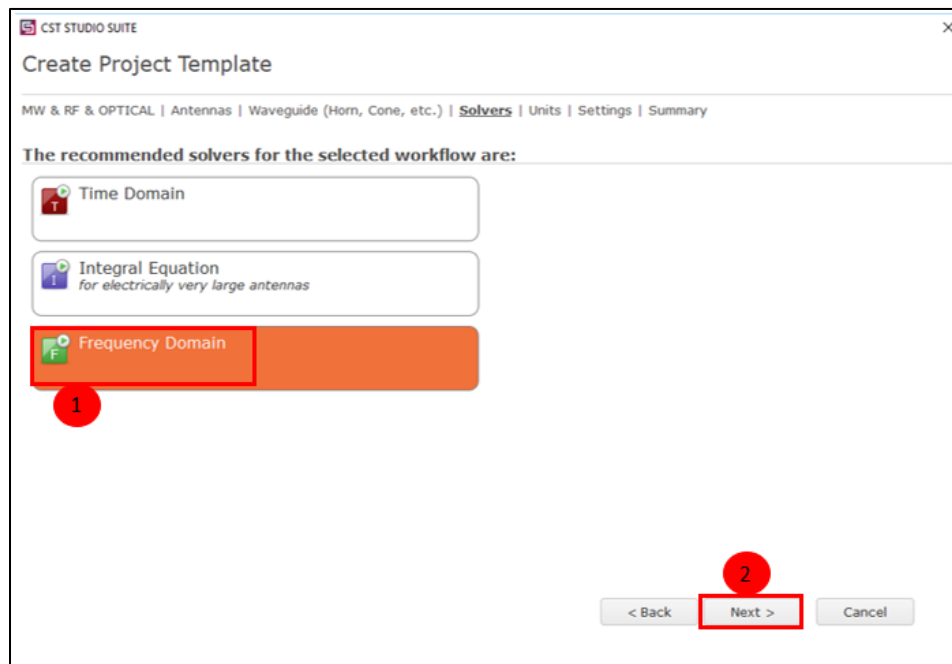 CST STUDIO SUITE
Create Project Template
MW & RF & OPTICAL | Antennas | Waveguide (Horn, Cone, etc.) | Solvers | Units | Settings | Summary
The recommended solvers for the selected workflow are:
T
Time Domain
I
Integral Equation
for electrically very large antennas
F
Frequency Domain
1
2
< Back Next > Cancel